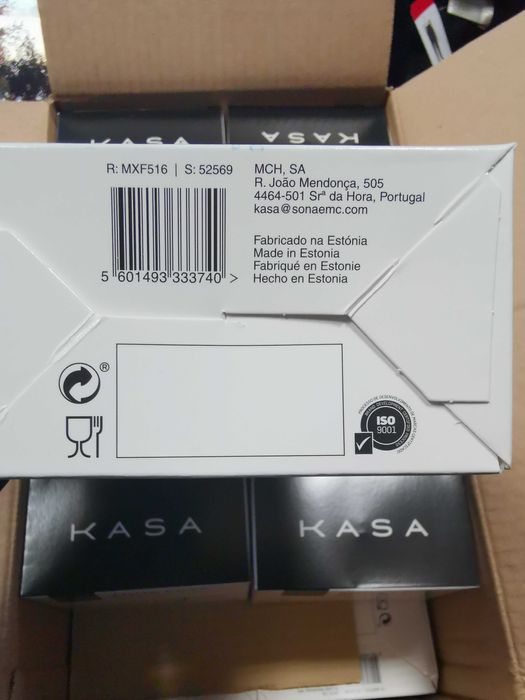 KASA
KASA
R: MXF516 | S: 52569
5 601493 333740 >
MCH, SA
R. João Mendonça, 505
4464-501 Srª da Hora, Portugal
kasa@sonaemc.com
Fabricado na Estónia
Made in Estonia
Fabriqué en Estonie
Hecho en Estonia
®
ISO
9001
KASA
KASA